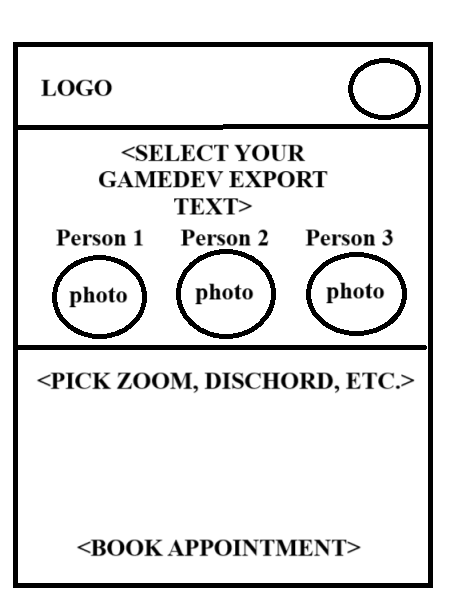 LOGO
<SELECT YOUR
GAMEDEV EXPORT
TEXT>
Person 1 Person 2 Person 3
photo photo photo
<PICK ZOOM, DISCHORD, ETC.>
<BOOK APPOINTMENT>